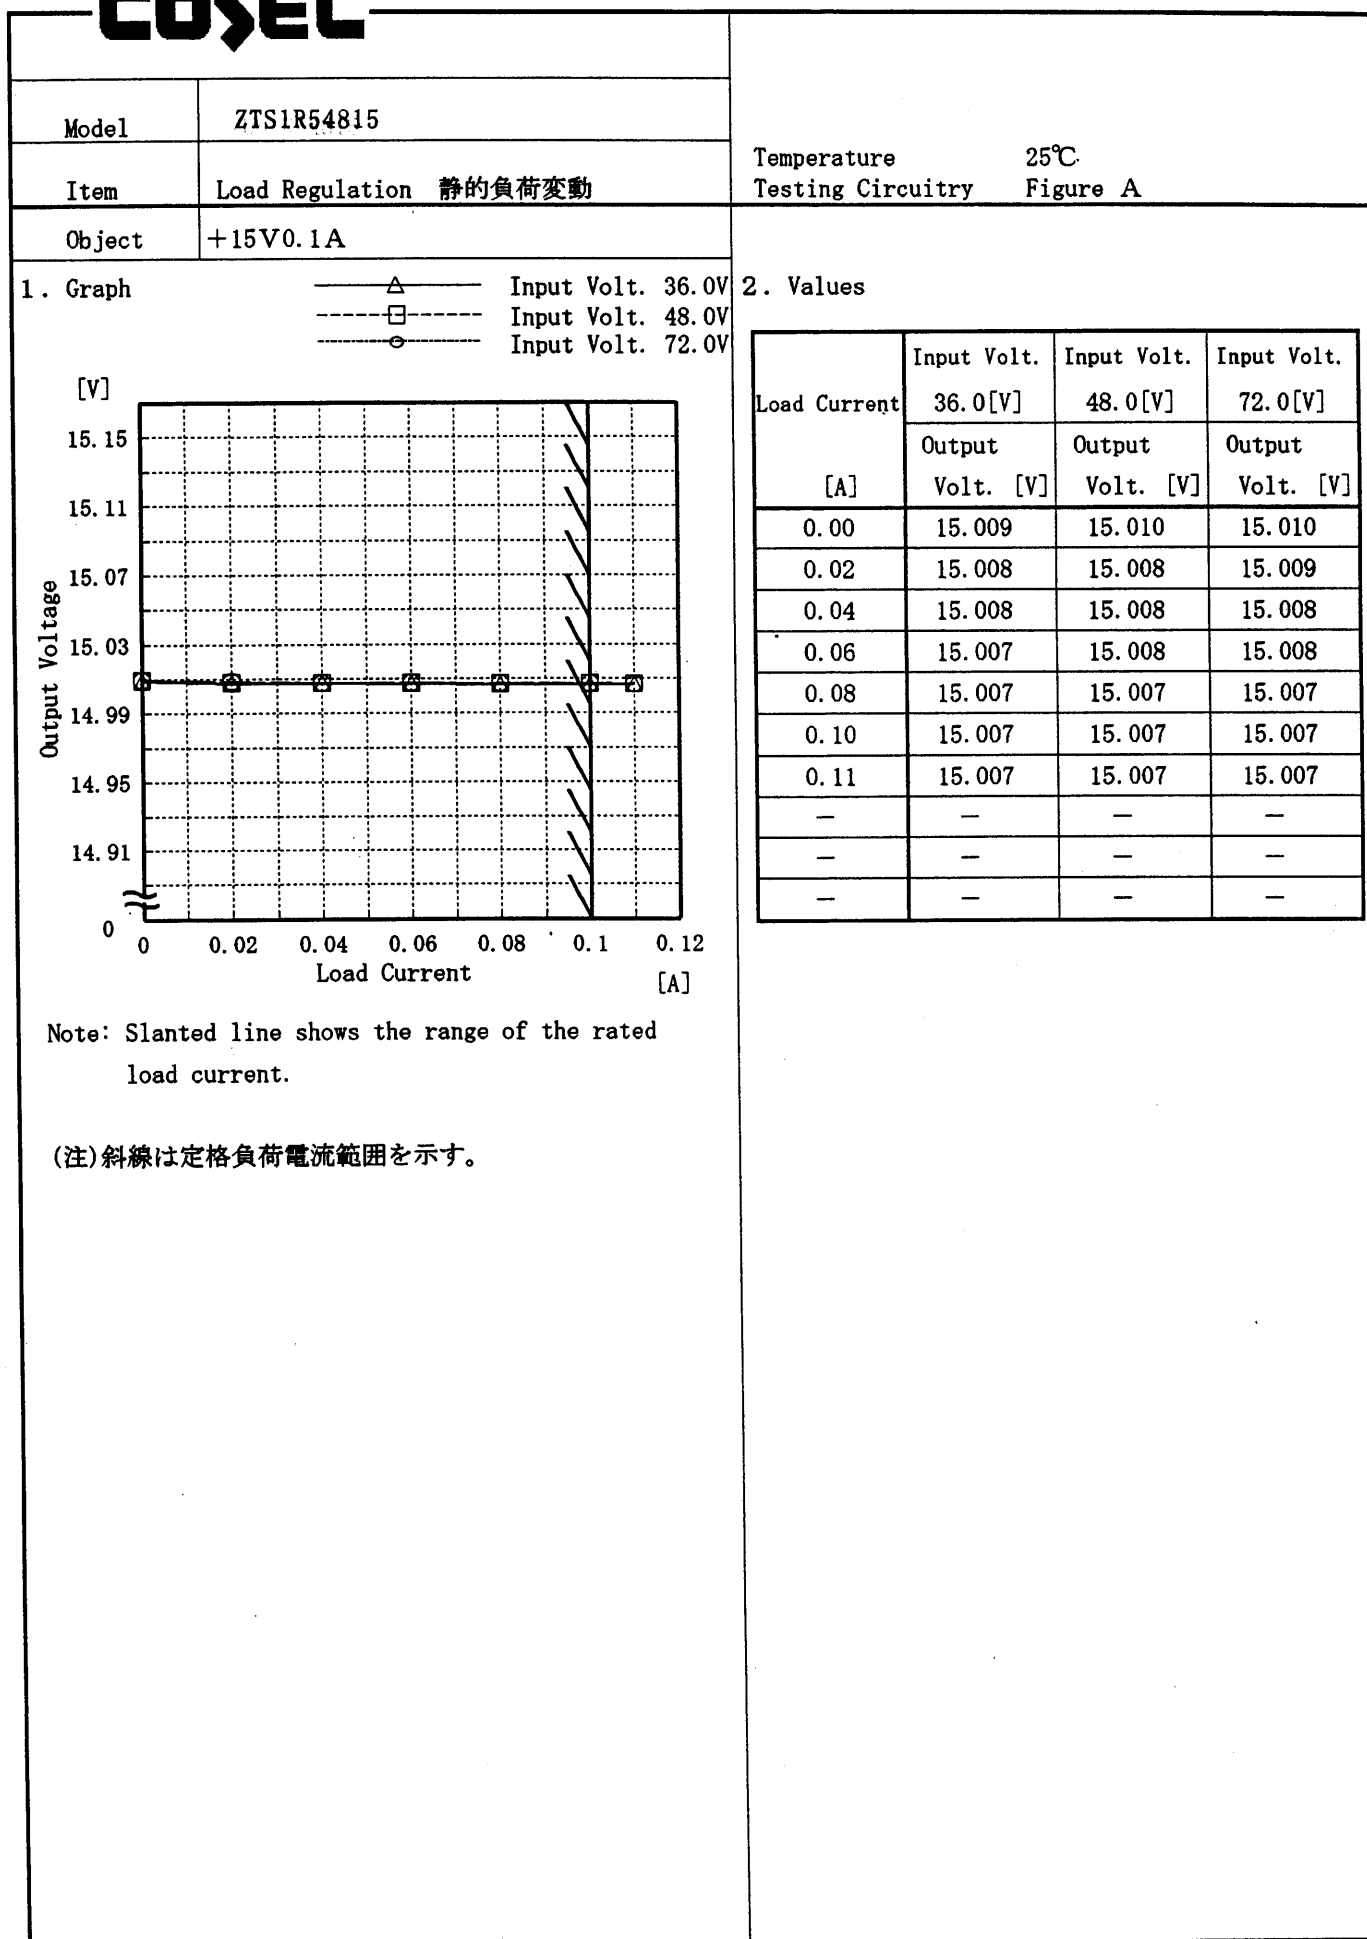 COSEL
Model ZTS1R54815
Item Load Regulation 静的負荷変動
Temperature 25℃
Testing Circuitry Figure A
Object +15V0.1A
1. Graph
Input Volt. 36.0V
Input Volt. 48.0V
Input Volt. 72.0V
[V]
15.15
15.11
15.07
15.03
14.99
14.95
14.91
0
Output Voltage
0 0.02 0.04 0.06 0.08 0.1 0.12
Load Current
[A]
Note: Slanted line shows the range of the rated
load current.
(注)斜線は定格負荷電流範囲を示す。
2. Values
Input Volt. Input Volt. Input Volt.
Load Current 36.0[V] 48.0[V] 72.0[V]
Output Output Output
[A] Volt. [V] Volt. [V] Volt. [V]
0.00 15.009 15.010 15.010
0.02 15.008 15.008 15.009
0.04 15.008 15.008 15.008
0.06 15.007 15.008 15.008
0.08 15.007 15.007 15.007
0.10 15.007 15.007 15.007
0.11 15.007 15.007 15.007
— — — —
— — — —
— — — —